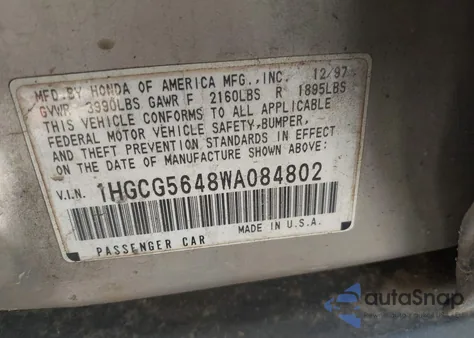 MFD.BY HONDA OF AMERICA MFG.,INC. 12/97
GVWR 3990LBS GAWR F 2160LBS R 1895LBS
THIS VEHICLE CONFORMS TO ALL APPLICABLE
FEDERAL MOTOR VEHICLE SAFETY,BUMPER,
AND THEFT PREVENTION STANDARDS IN EFFECT
ON THE DATE OF MANUFACTURE SHOWN ABOVE:
V.I.N. 1HGCG5648WA084802
PASSENGER CAR MADE IN U.S.A.
autaSnap